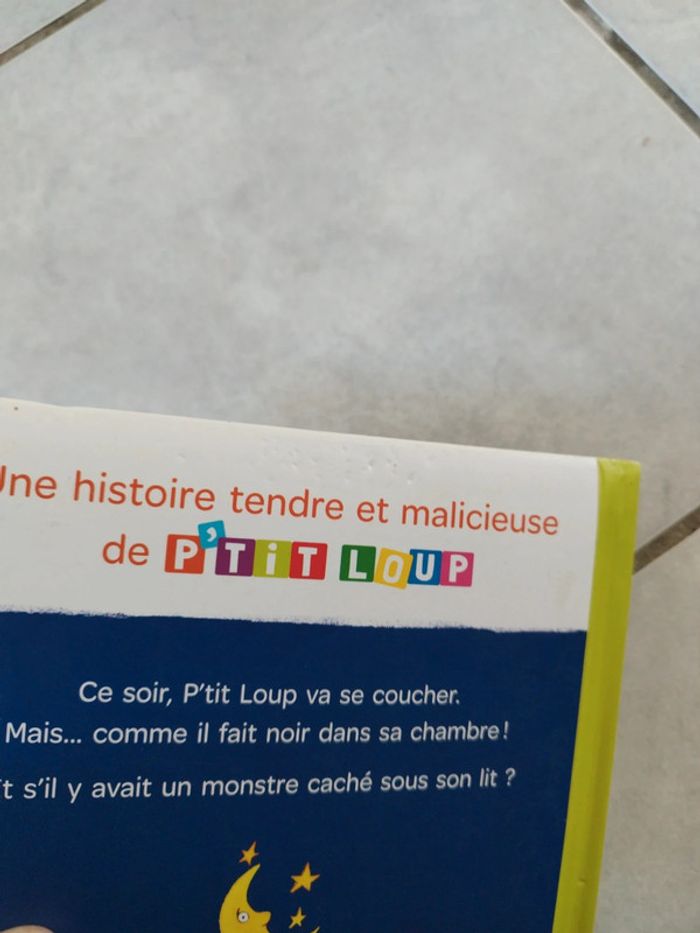 Une histoire tendre et malicieuse
de P'TiT LOUP
Ce soir, P'tit Loup va se coucher.
Mais... comme il fait noir dans sa chambre !
Et s'il y avait un monstre caché sous son lit ?